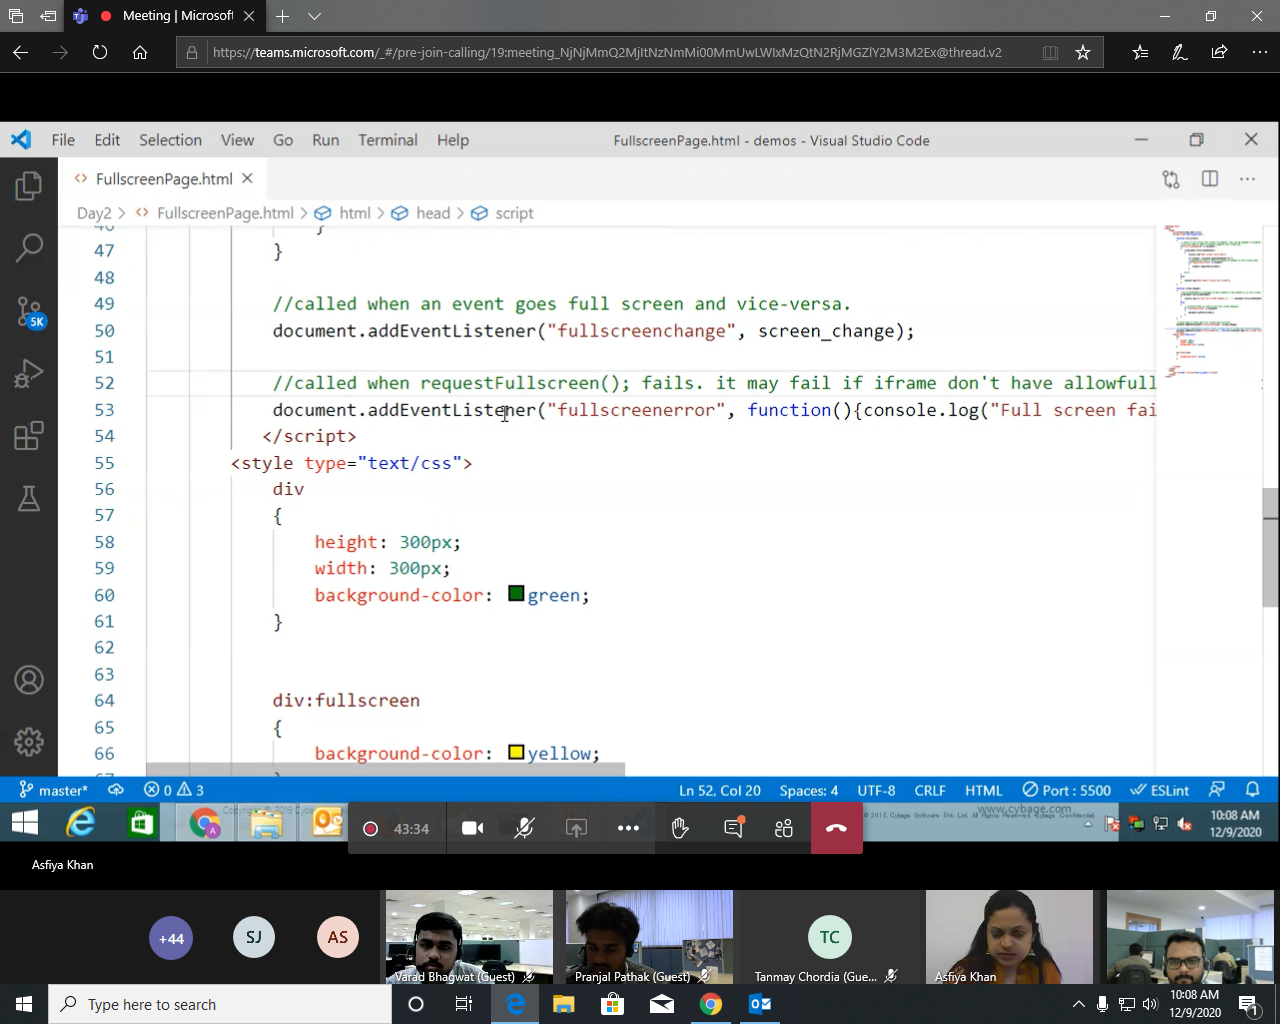 Meeting | Microsoft
https://teams.microsoft.com/_#/pre-join-calling/19:meeting_NjNjMmQ2MjItNzNmMi00MmUwLWIxMzQtN2RjMGZlY2M3M2Ex@thread.v2
File Edit Selection View Go Run Terminal Help
FullscreenPage.html - demos - Visual Studio Code
FullscreenPage.html
Day2 > FullscreenPage.html > html > head > script
46 }
47 }
48
49 //called when an event goes full screen and vice-versa.
50 document.addEventListener("fullscreenchange", screen_change);
51
52 //called when requestFullscreen(); fails. it may fail if iframe don't have allowfull
53 document.addEventListener("fullscreenerror", function(){console.log("Full screen fai
54 </script>
55 <style type="text/css">
56 div
57 {
58 height: 300px;
59 width: 300px;
60 background-color: green;
61 }
62
63
64 div:fullscreen
65 {
66 background-color: yellow;
5K
master* 0 3
Ln 52, Col 20 Spaces: 4 UTF-8 CRLF HTML Port : 5500 ESLint
www.cybage.com
43:34
10:08 AM
12/9/2020
Asfiya Khan
+44
SJ
AS
TC
Varad Bhagwat (Guest)
Pranjal Pathak (Guest)
Tanmay Chordia (Gue...
Asfiya Khan
Type here to search
10:08 AM
12/9/2020
1